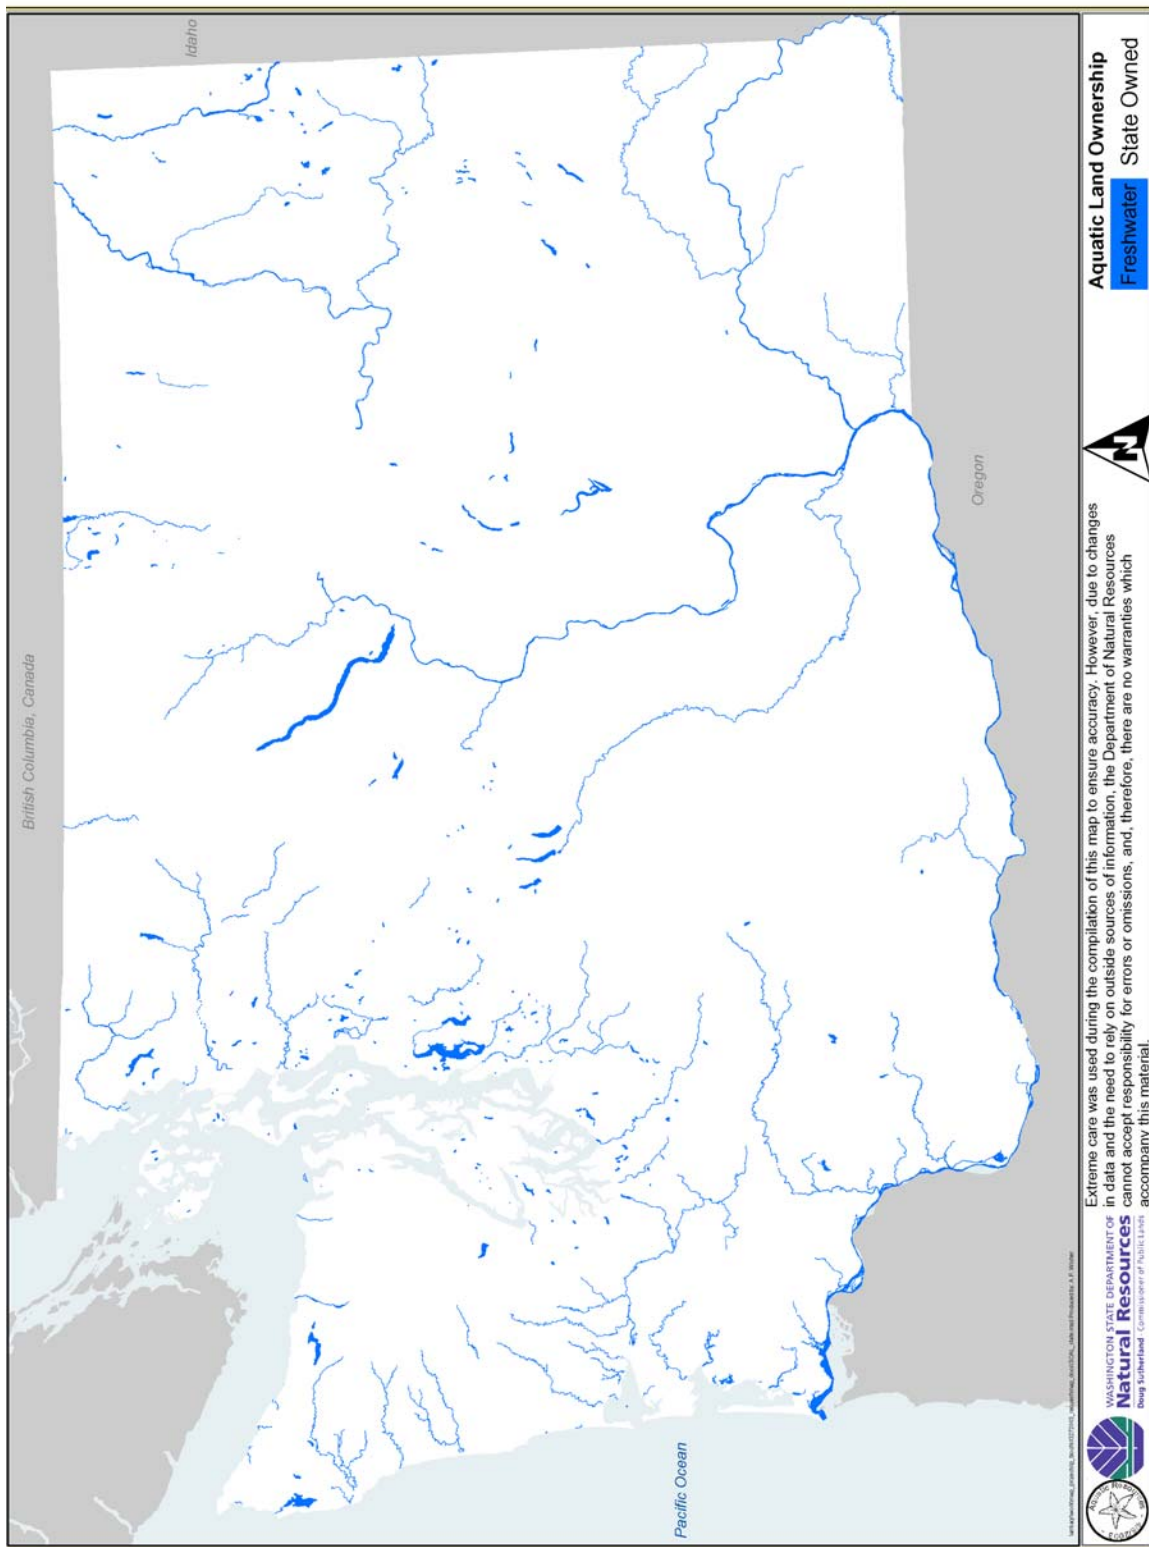 Idaho
British Columbia, Canada
Oregon
Pacific Ocean
Aquatic Land Ownership
Freshwater State Owned
N
Extreme care was used during the compilation of this map to ensure accuracy. However, due to changes
in data and the need to rely on outside sources of information, the Department of Natural Resources
cannot accept responsibility for errors or omissions, and, therefore, there are no warranties which
accompany this material.
WASHINGTON STATE DEPARTMENT OF
Natural Resources
Doug Sutherland - Commissioner of Public Lands
Aquatic Resources